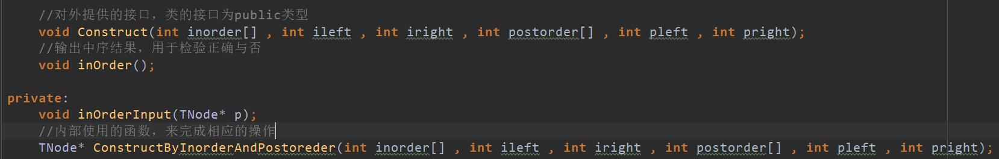 //对外提供的接口，类的接口为public类型
void Construct(int inorder[] , int ileft , int iright , int postorder[] , int pleft , int pright);
//输出中序结果，用于检验正确与否
void inOrder();
private:
void inOrderInput(TNode* p);
//内部使用的函数，来完成相应的操作
TNode* ConstructByInorderAndPostoreder(int inorder[] , int ileft , int iright , int postorder[] , int pleft , int pright);